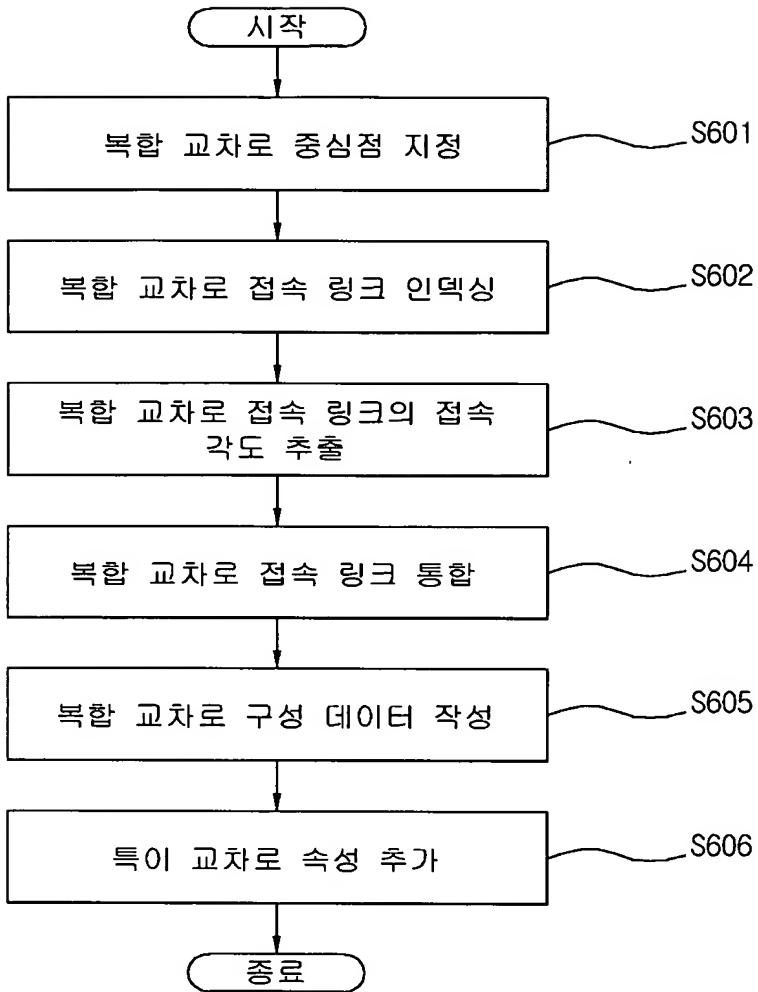 시작
복합 교차로 중심점 지정
S601
복합 교차로 접속 링크 인덱싱
S602
복합 교차로 접속 링크의 접속
각도 추출
S603
복합 교차로 접속 링크 통합
S604
복합 교차로 구성 데이터 작성
S605
특이 교차로 속성 추가
S606
종료